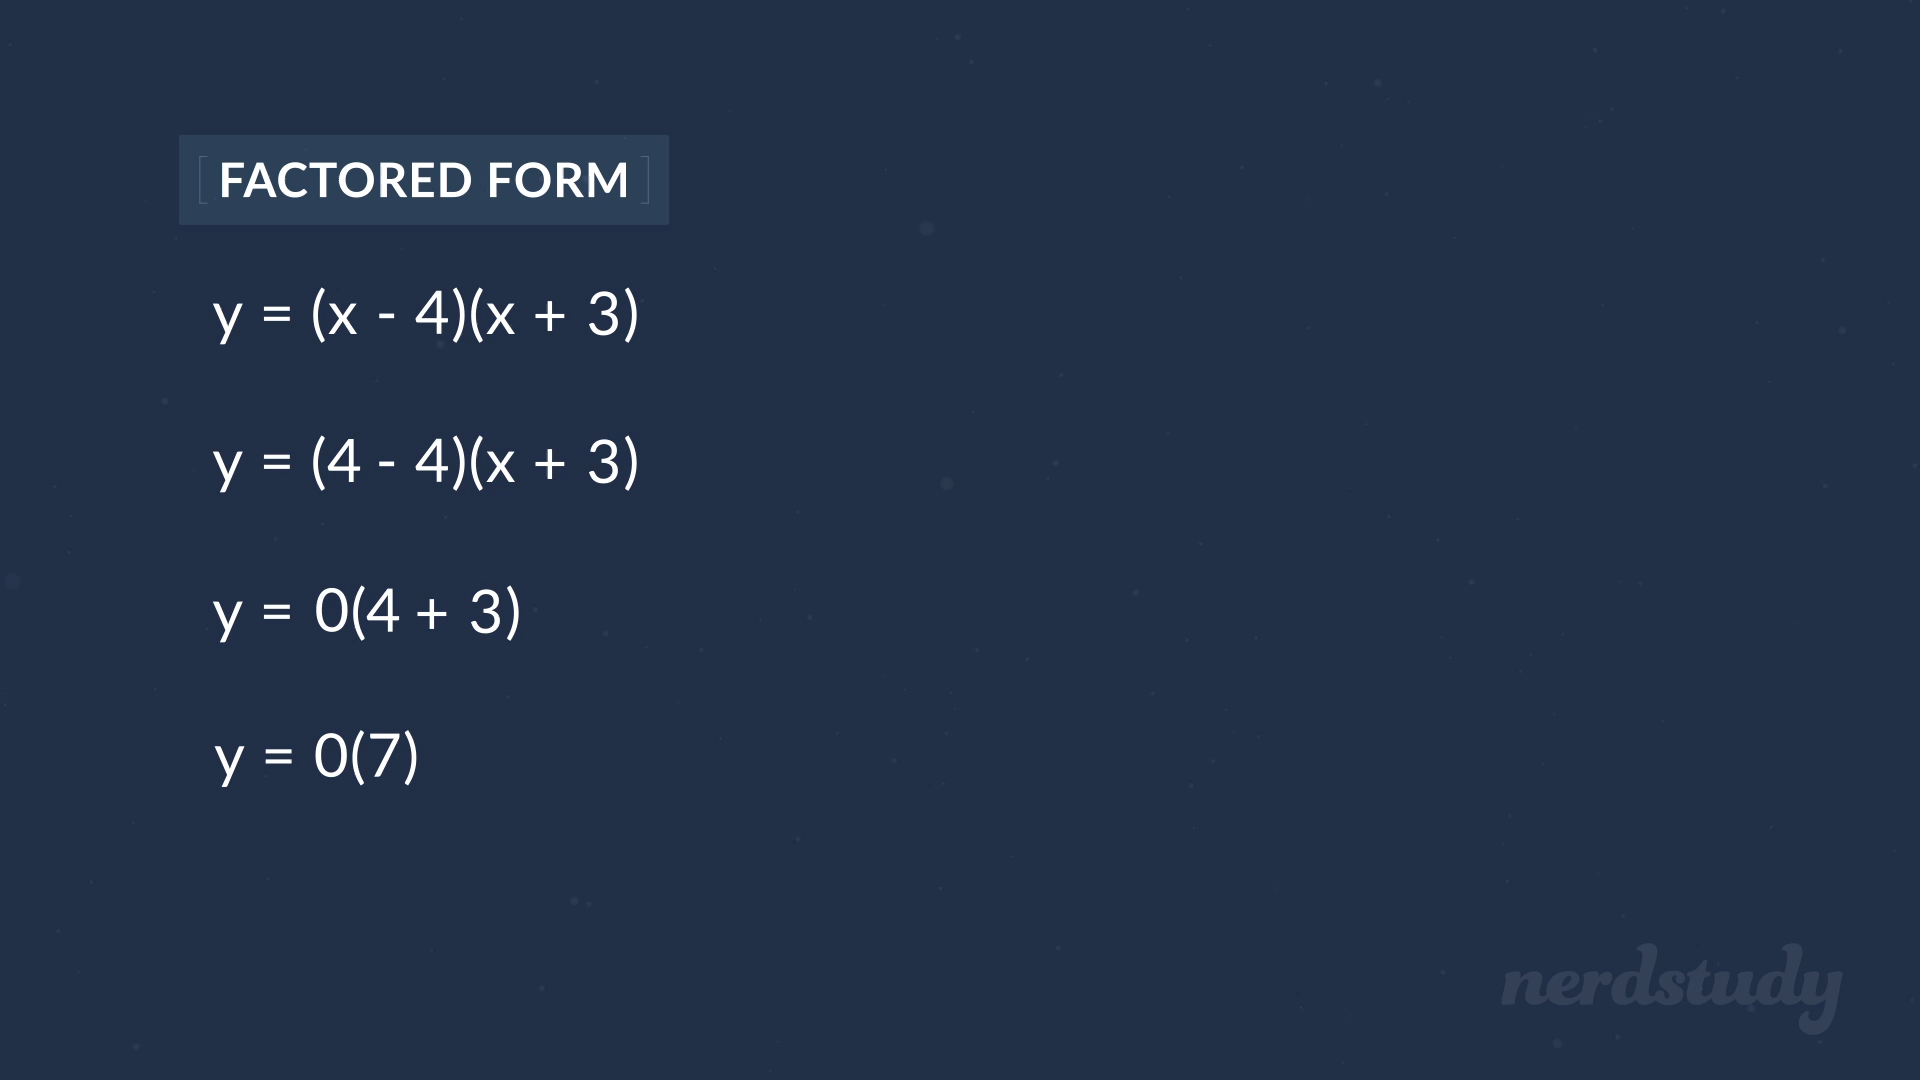 [ FACTORED FORM ]
y = (x - 4)(x + 3)
y = (4 - 4)(x + 3)
y = 0(4 + 3)
y = 0(7)
nerdstudy